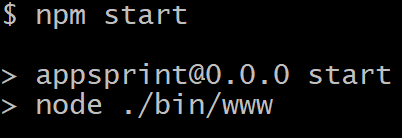 $ npm start
> appsprint@0.0.0 start
> node ./bin/www